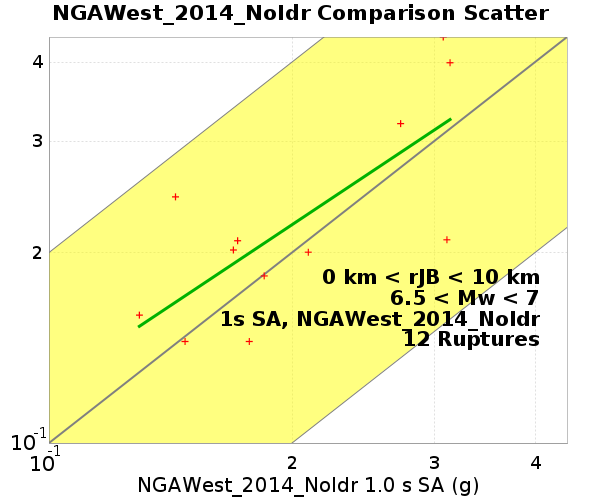 NGAWest_2014_NoIdr Comparison Scatter
4
3
2
10-1
0 km < rJB < 10 km
6.5 < Mw < 7
1s SA, NGAWest_2014_NoIdr
12 Ruptures
10-1 2 3 4
NGAWest_2014_NoIdr 1.0 s SA (g)